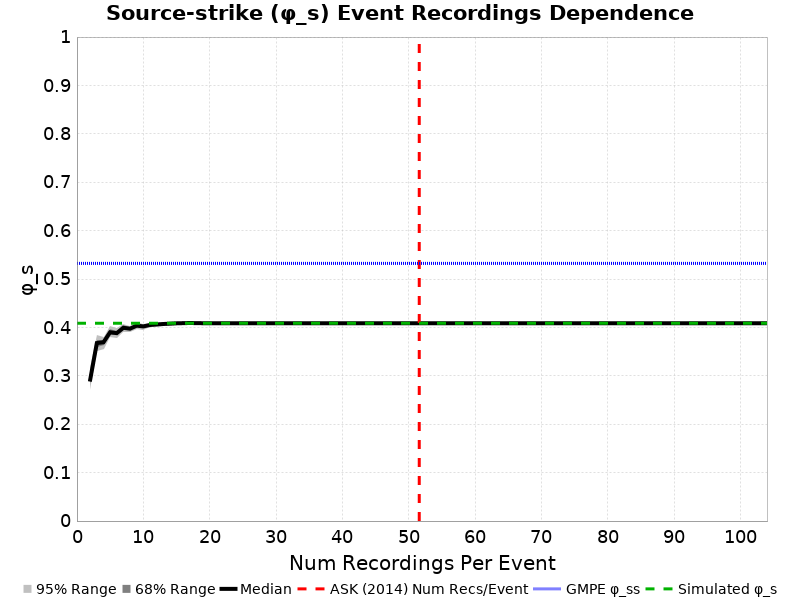 Source-strike (φ_s) Event Recordings Dependence
1
0.9
0.8
0.7
0.6
0.5
0.4
0.3
0.2
0.1
0
φ_s
0 10 20 30 40 50 60 70 80 90 100
Num Recordings Per Event
95% Range 68% Range Median ASK (2014) Num Recs/Event GMPE φ_ss Simulated φ_s